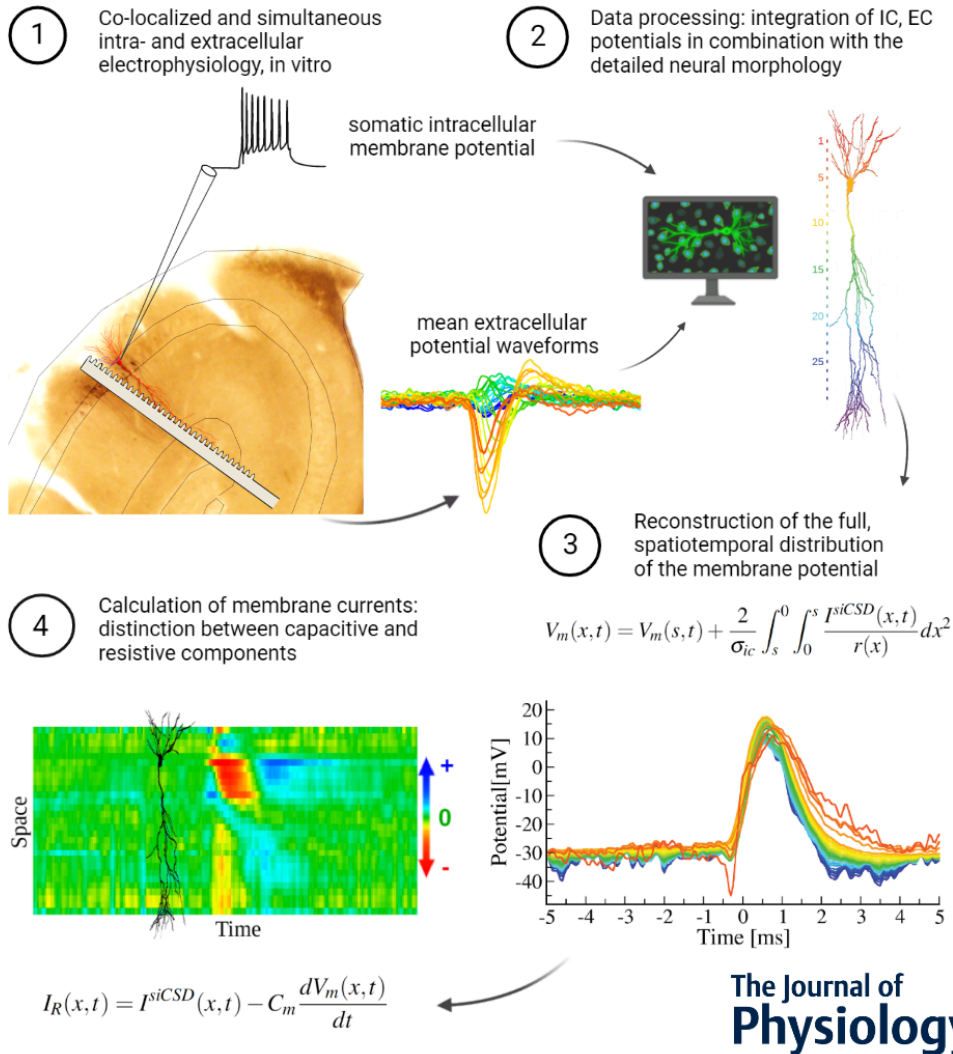 1
Co-localized and simultaneous
intra- and extracellular
electrophysiology, in vitro
2
Data processing: integration of IC, EC
potentials in combination with the
detailed neural morphology
somatic intracellular
membrane potential
1
5
10
15
20
25
mean extracellular
potential waveforms
3
Reconstruction of the full,
spatiotemporal distribution
of the membrane potential
V_m(x,t) = V_m(s,t) + \frac{2}{σ_{ic}} \int_s^0 \int_0^s \frac{I^{siCSD}(x,t)}{r(x)} dx^2
4
Calculation of membrane currents:
distinction between capacitive and
resistive components
Space
+
0
-
Time
Potential[mV]
20
10
0
-10
-20
-30
-40
-5 -4 -3 -2 -1 0 1 2 3 4 5
Time [ms]
I_R(x,t) = I^{siCSD}(x,t) − C_m \frac{dV_m(x,t)}{dt}
The Journal of
Physiology